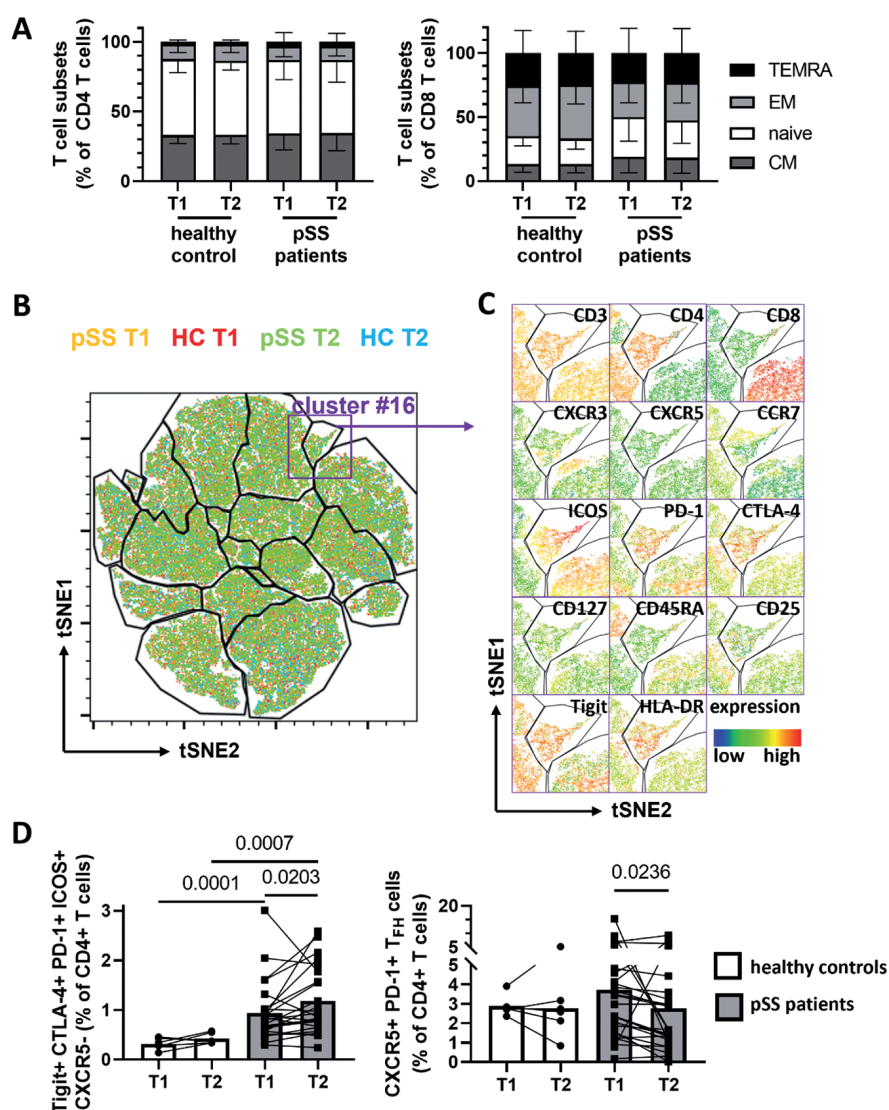 A
T cell subsets
(% of CD4 T cells)
100
50
0
T1 T2 T1 T2
healthy
control
pSS
patients
T cell subsets
(% of CD8 T cells)
100
50
0
T1 T2 T1 T2
healthy
control
pSS
patients
TEMRA
EM
naive
CM
B
pSS T1 HC T1 pSS T2 HC T2
cluster #16
tSNE1
tSNE2
C
CD3 CD4 CD8
CXCR3 CXCR5 CCR7
ICOS PD-1 CTLA-4
CD127 CD45RA CD25
Tigit HLA-DR expression
low high
tSNE1
tSNE2
D
Tigit+ CTLA-4+ PD-1+ ICOS+
CXCR5- (% of CD4+ T cells)
0.0007
0.0001 0.0203
3
2
1
0
T1 T2 T1 T2
CXCR5+ PD-1+ TFH cells
(% of CD4+ T cells)
0.0236
20
5
5
4
3
2
1
0
T1 T2 T1 T2
healthy controls
pSS patients